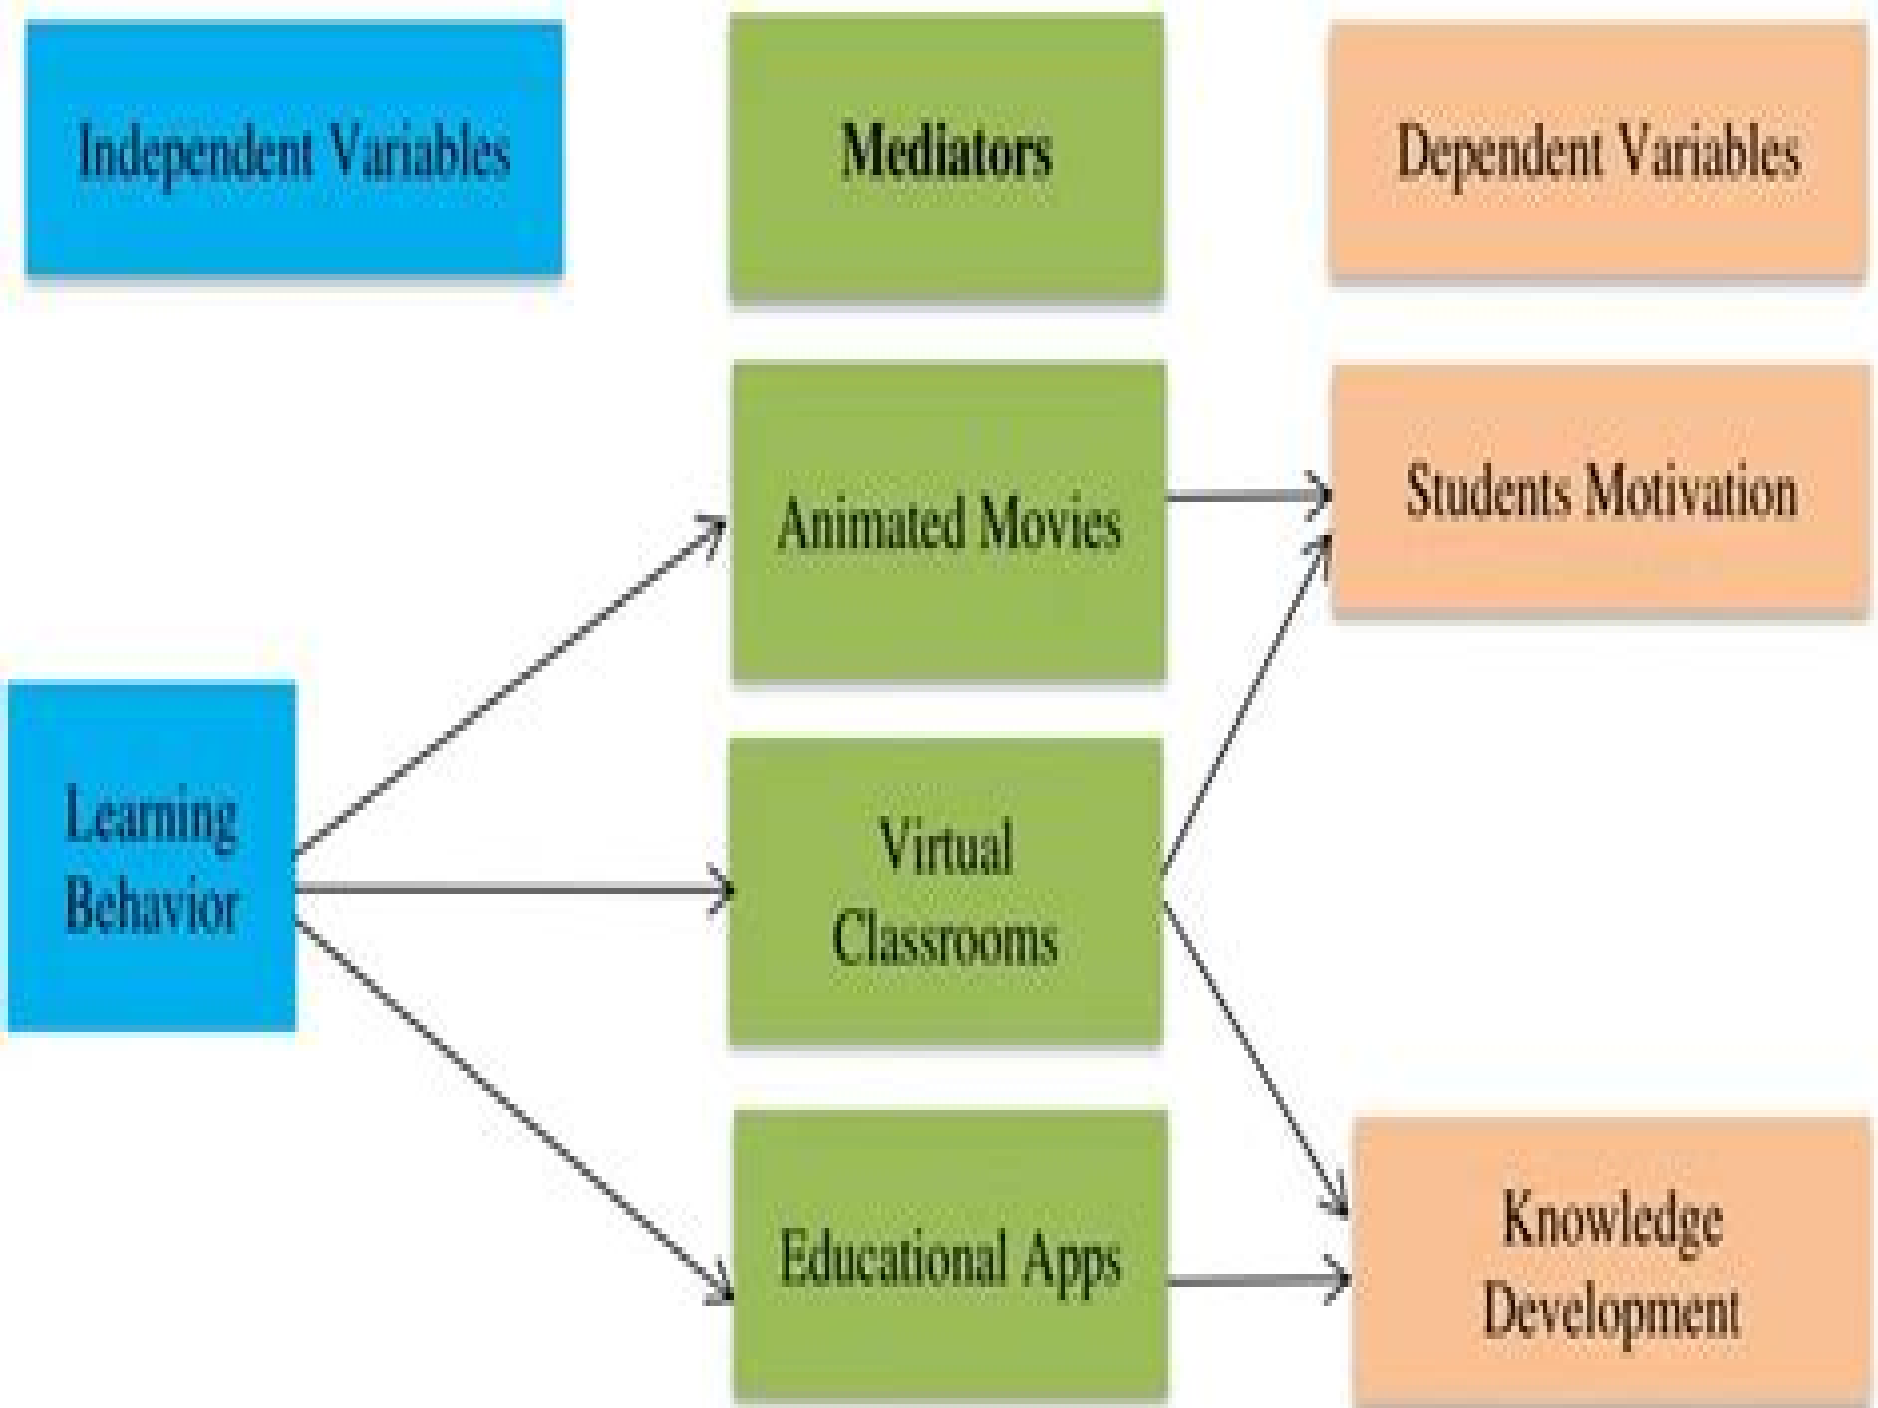 Independent Variables
Mediators
Dependent Variables
Animated Movies
Students Motivation
Learning
Behavior
Virtual
Classrooms
Educational Apps
Knowledge
Development